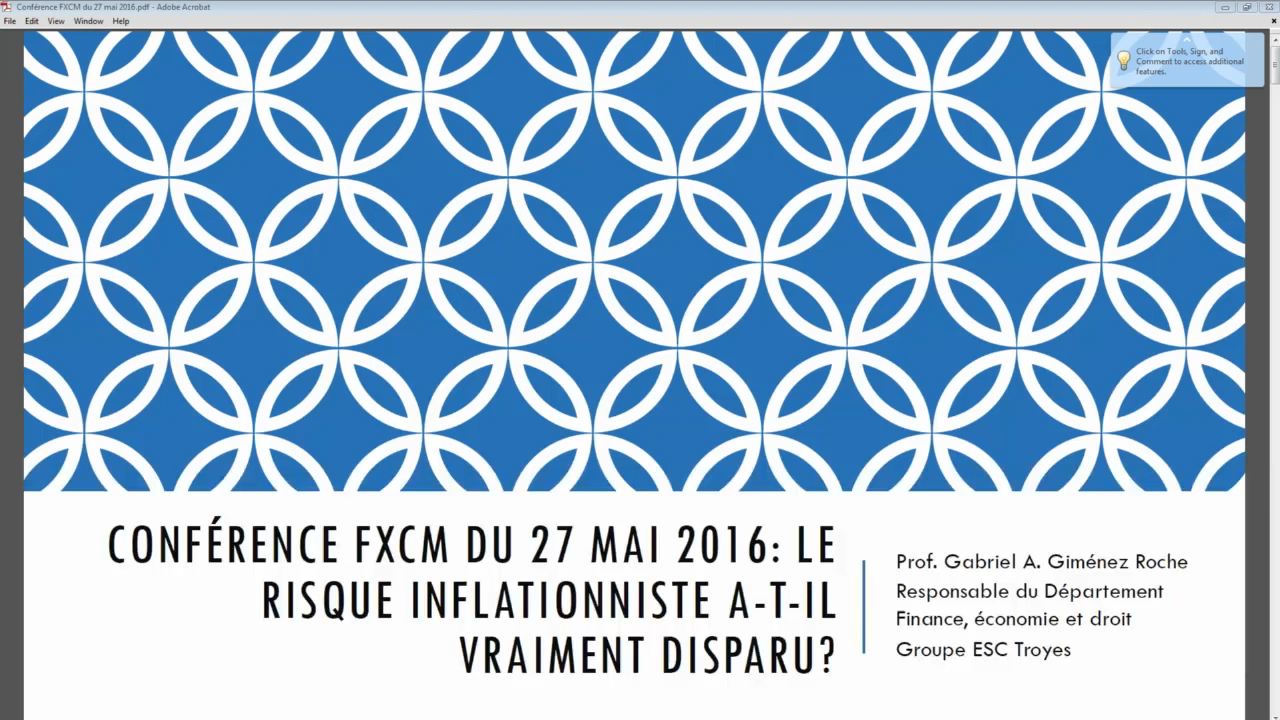 Conférence FXCM du 27 mai 2016.pdf - Adobe Acrobat
File Edit View Window Help
Click on Tools, Sign, and
Comment to access additional
features.
CONFÉRENCE FXCM DU 27 MAI 2016: LE
RISQUE INFLATIONNISTE A-T-IL
VRAIMENT DISPARU?
Prof. Gabriel A. Giménez Roche
Responsable du Département
Finance, économie et droit
Groupe ESC Troyes